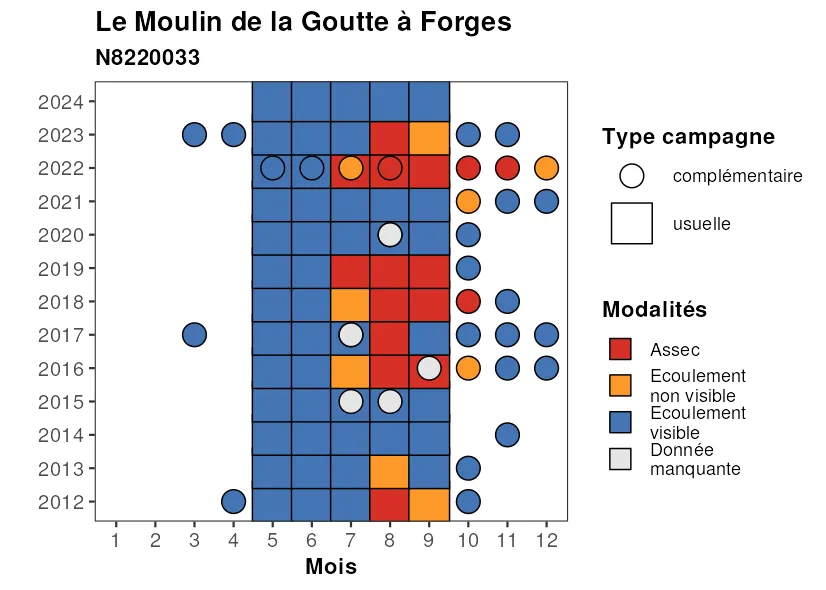 Le Moulin de la Goutte à Forges
N8220033
2024
2023
2022
2021
2020
2019
2018
2017
2016
2015
2014
2013
2012
1 2 3 4 5 6 7 8 9 10 11 12
Mois
Type campagne
complémentaire
usuelle
Modalités
Assec
Ecoulement
non visible
Ecoulement
visible
Donnée
manquante